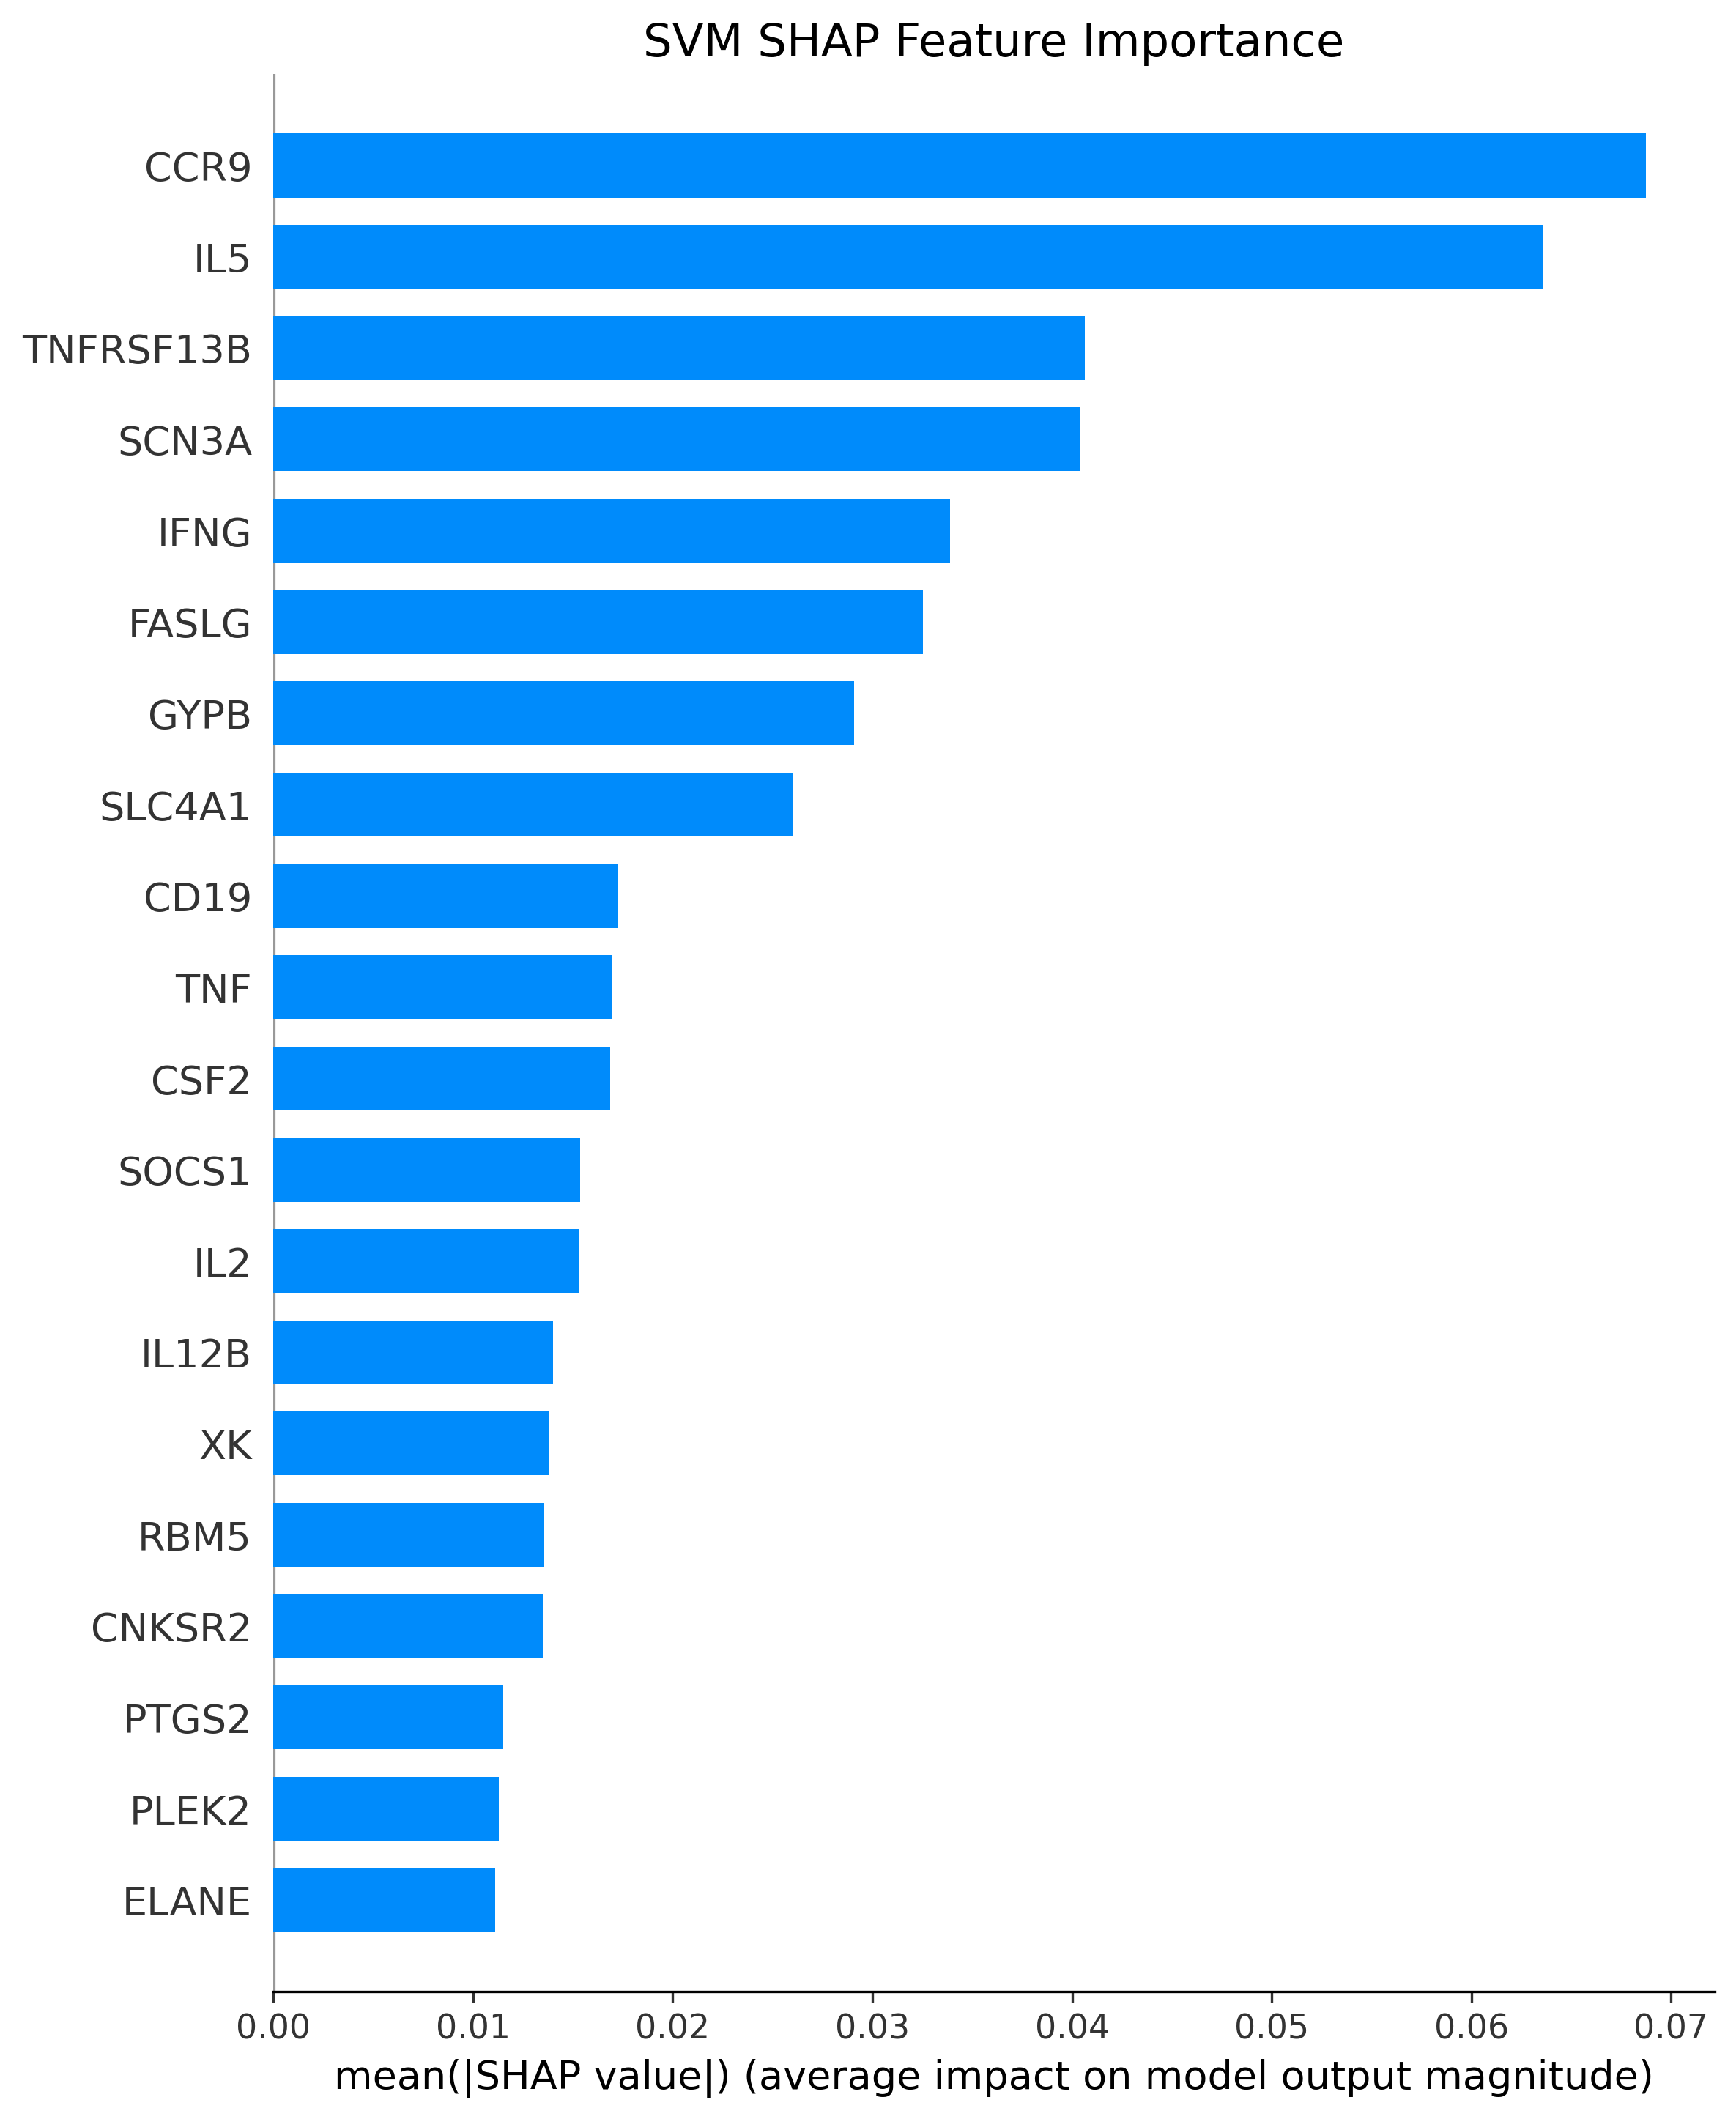 SVM SHAP Feature Importance
CCR9
IL5
TNFRSF13B
SCN3A
IFNG
FASLG
GYPB
SLC4A1
CD19
TNF
CSF2
SOCS1
IL2
IL12B
XK
RBM5
CNKSR2
PTGS2
PLEK2
ELANE
0.00 0.01 0.02 0.03 0.04 0.05 0.06 0.07
mean(|SHAP value|) (average impact on model output magnitude)